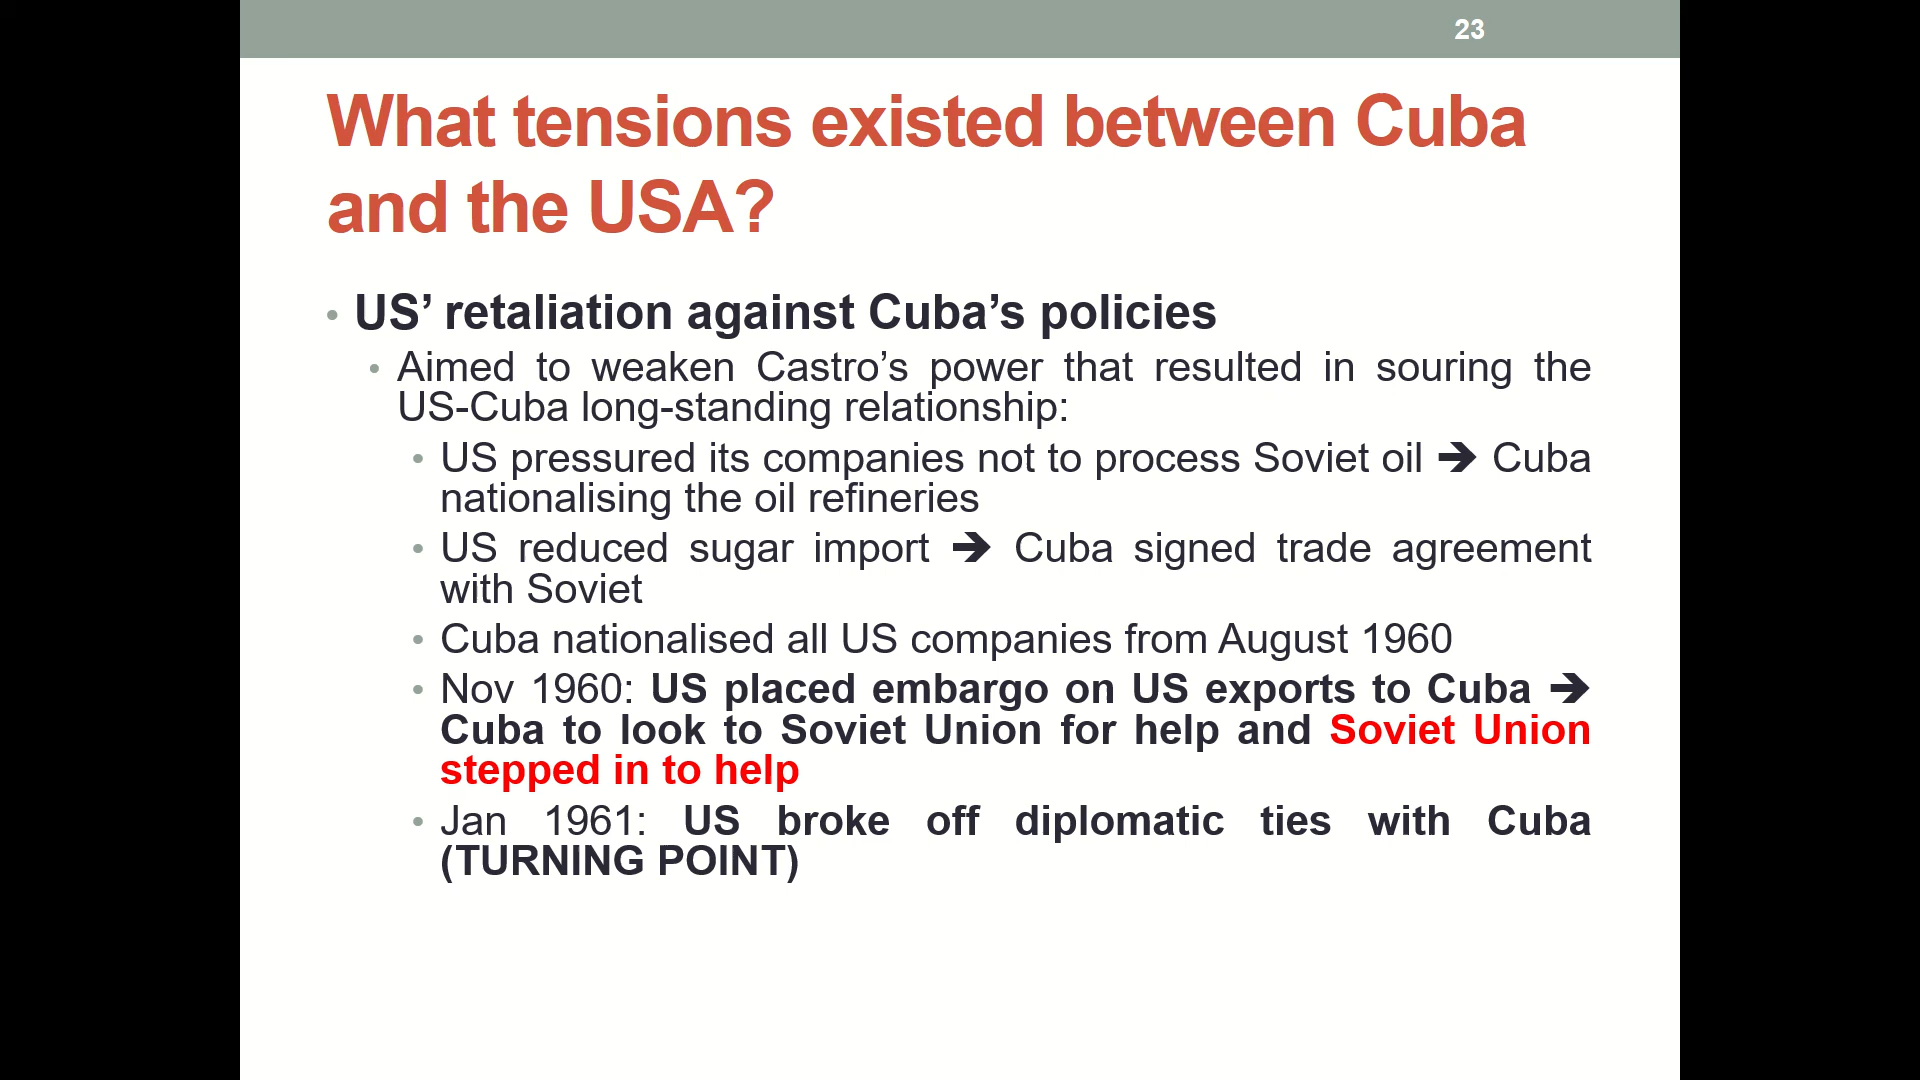 23
What tensions existed between Cuba
and the USA?
• US’ retaliation against Cuba’s policies
• Aimed to weaken Castro’s power that resulted in souring the
US-Cuba long-standing relationship:
• US pressured its companies not to process Soviet oil ➔ Cuba
nationalising the oil refineries
• US reduced sugar import ➔ Cuba signed trade agreement
with Soviet
• Cuba nationalised all US companies from August 1960
• Nov 1960: US placed embargo on US exports to Cuba ➔
Cuba to look to Soviet Union for help and Soviet Union
stepped in to help
• Jan 1961: US broke off diplomatic ties with Cuba
(TURNING POINT)